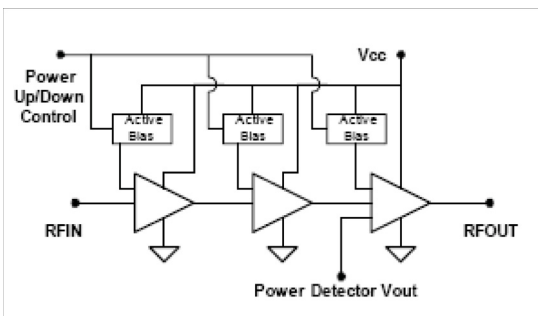 Power
Up/Down
Control
Vcc
Active
Bias
Active
Bias
Active
Bias
RFIN
RFOUT
Power Detector Vout